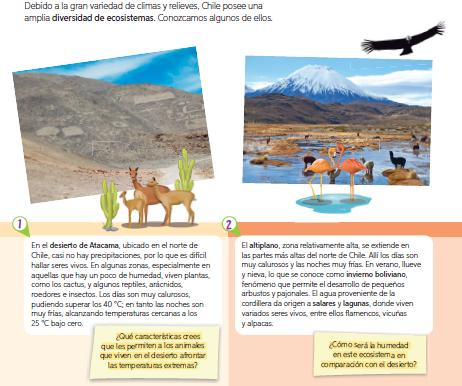 Debido a la gran variedad de climas y relieves, Chile posee una
amplia diversidad de ecosistemas. Conozcamos algunos de ellos.
1
En el desierto de Atacama, ubicado en el norte de
Chile, casi no hay precipitaciones, por lo que es difícil
hallar seres vivos. En algunas zonas, especialmente en
aquellas que hay un poco de humedad, viven plantas,
como los cactus, y algunos reptiles, arácnidos,
roedores e insectos. Los días son muy calurosos,
pudiendo superar los 40 °C; en tanto las noches son
muy frías, alcanzando temperaturas cercanas a los
25 °C bajo cero.
¿Qué características crees
que les permiten a los animales
que viven en el desierto afrontar
las temperaturas extremas?
2
El altiplano, zona relativamente alta, se extiende en
las partes más altas del norte de Chile. Allí los días son
muy calurosos y las noches muy frías. En verano, llueve
y nieva, lo que se conoce como invierno boliviano,
fenómeno que permite el desarrollo de pequeños
arbustos y pajonales. El agua proveniente de la
cordillera da origen a salares y lagunas, donde viven
variados seres vivos, entre ellos flamencos, vicuñas
y alpacas.
¿Cómo será la humedad
en este ecosistema en
comparación con el desierto?